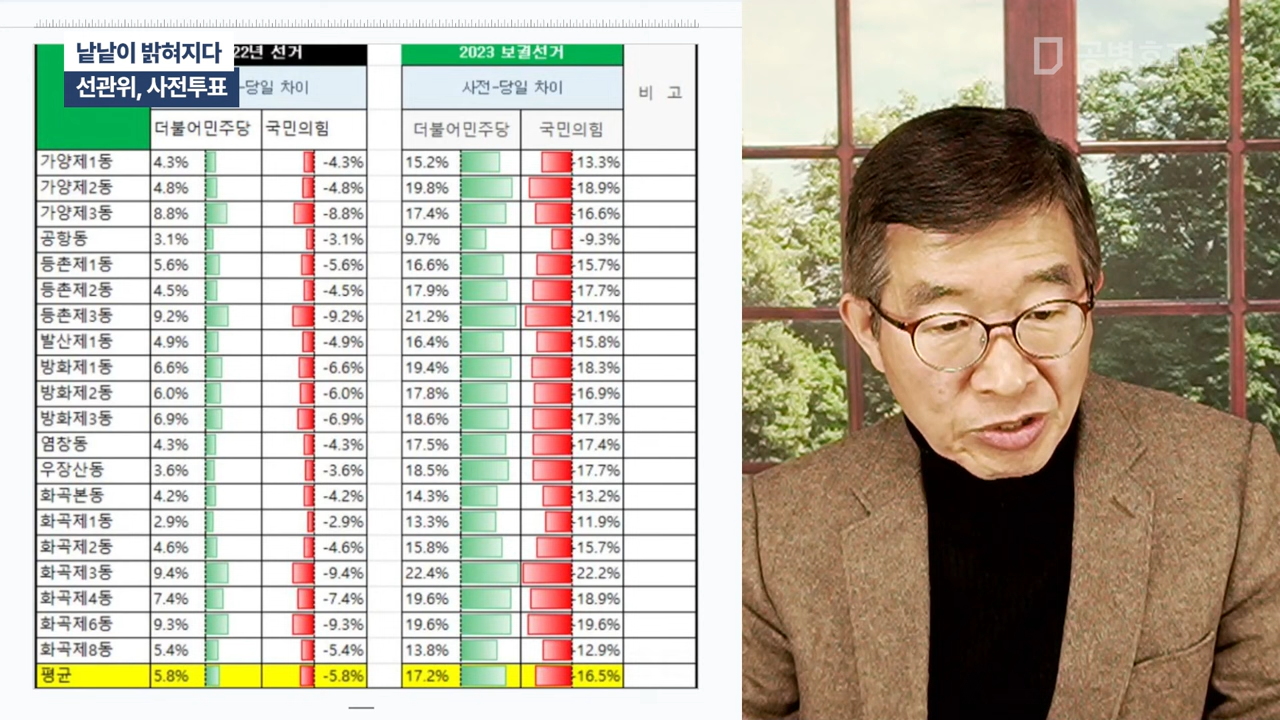 낱낱이 밝혀지다
선관위, 사전투표
22년 선거 2023 보궐선거
-당일 차이 사전-당일 차이 비 고
더불어민주당 국민의힘 더불어민주당 국민의힘
가양제1동 4.3% -4.3% 15.2% -13.3%
가양제2동 4.8% -4.8% 19.8% -18.9%
가양제3동 8.8% -8.8% 17.4% -16.6%
공항동 3.1% -3.1% 9.7% -9.3%
등촌제1동 5.6% -5.6% 16.6% -15.7%
등촌제2동 4.5% -4.5% 17.9% -17.7%
등촌제3동 9.2% -9.2% 21.2% -21.1%
발산제1동 4.9% -4.9% 16.4% -15.8%
방화제1동 6.6% -6.6% 19.4% -18.3%
방화제2동 6.0% -6.0% 17.8% -16.9%
방화제3동 6.9% -6.9% 18.6% -17.3%
염창동 4.3% -4.3% 17.5% -17.4%
우장산동 3.6% -3.6% 18.5% -17.7%
화곡본동 4.2% -4.2% 14.3% -13.2%
화곡제1동 2.9% -2.9% 13.3% -11.9%
화곡제2동 4.6% -4.6% 15.8% -15.7%
화곡제3동 9.4% -9.4% 22.4% -22.2%
화곡제4동 7.4% -7.4% 19.6% -18.9%
화곡제6동 9.3% -9.3% 19.6% -19.6%
화곡제8동 5.4% -5.4% 13.8% -12.9%
평균 5.8% -5.8% 17.2% -16.5%
공병호TV